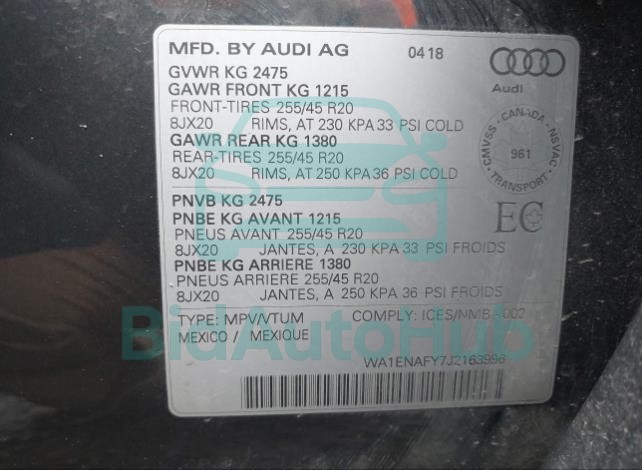 MFD. BY AUDI AG 0418
Audi
GVWR KG 2475
GAWR FRONT KG 1215
FRONT-TIRES 255/45 R20
8JX20 RIMS, AT 230 KPA 33 PSI COLD
GAWR REAR KG 1380
REAR-TIRES 255/45 R20
8JX20 RIMS, AT 250 KPA 36 PSI COLD
CMVSS · CANADA · NSVAC
961
TRANSPORT
EC
PNVB KG 2475
PNBE KG AVANT 1215
PNEUS AVANT 255/45 R20
8JX20 JANTES, A 230 KPA 33 PSI FROIDS
PNBE KG ARRIERE 1380
PNEUS ARRIERE 255/45 R20
8JX20 JANTES, A 250 KPA 36 PSI FROIDS
TYPE: MPV/VTUM COMPLY: ICES/NMB-002
MEXICO / MEXIQUE
BidAutoHub
WA1ENAFY7J2163996